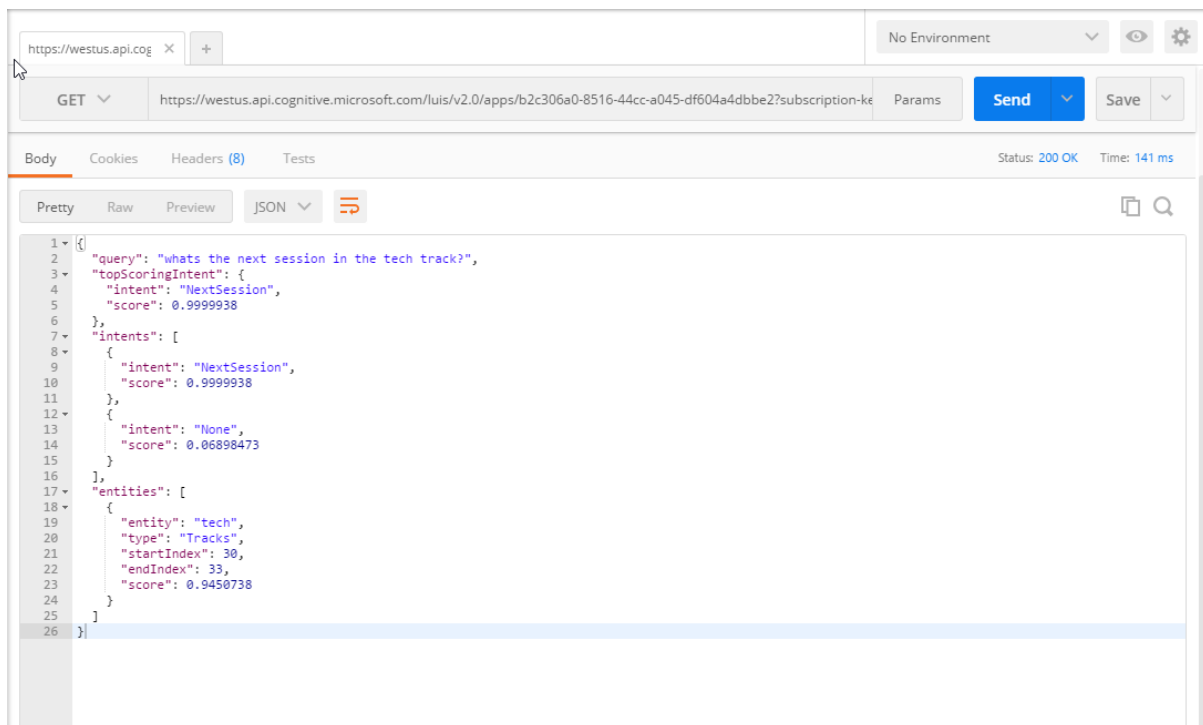 https://westus.api.cog
No Environment
GET https://westus.api.cognitive.microsoft.com/luis/v2.0/apps/b2c306a0-8516-44cc-a045-df604a4dbbe2?subscription-ke Params Send Save
Body Cookies Headers (8) Tests Status: 200 OK Time: 141 ms
Pretty Raw Preview JSON
1 {
2 "query": "whats the next session in the tech track?",
3 "topScoringIntent": {
4 "intent": "NextSession",
5 "score": 0.9999938
6 },
7 "intents": [
8 {
9 "intent": "NextSession",
10 "score": 0.9999938
11 },
12 {
13 "intent": "None",
14 "score": 0.06898473
15 }
16 ],
17 "entities": [
18 {
19 "entity": "tech",
20 "type": "Tracks",
21 "startIndex": 30,
22 "endIndex": 33,
23 "score": 0.9450738
24 }
25 ]
26 }